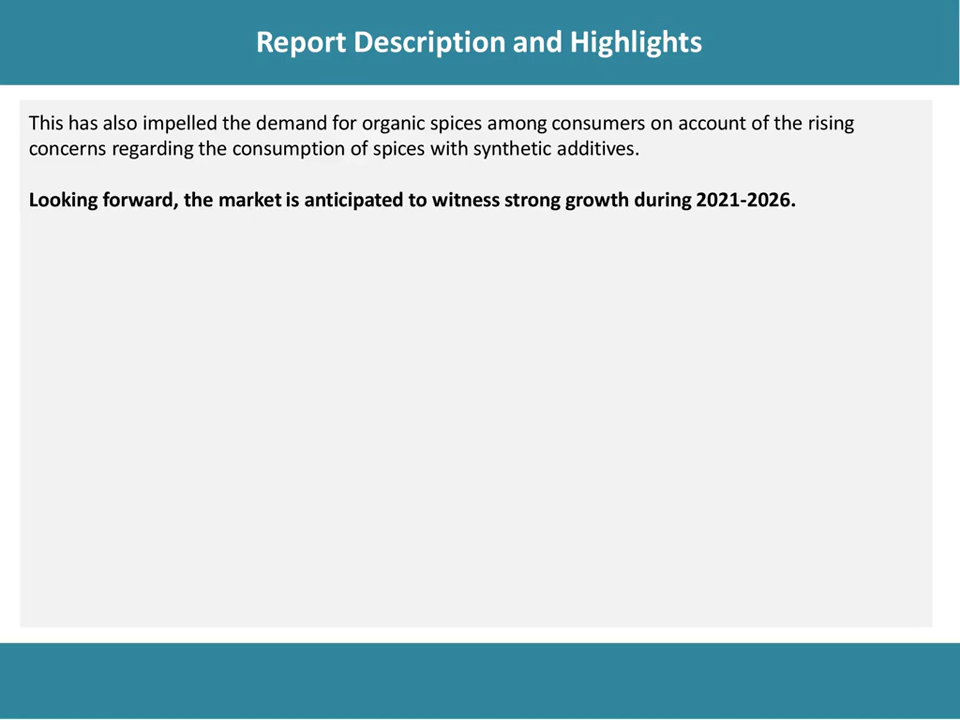 Report Description and Highlights
This has also impelled the demand for organic spices among consumers on account of the rising
concerns regarding the consumption of spices with synthetic additives.
Looking forward, the market is anticipated to witness strong growth during 2021-2026.